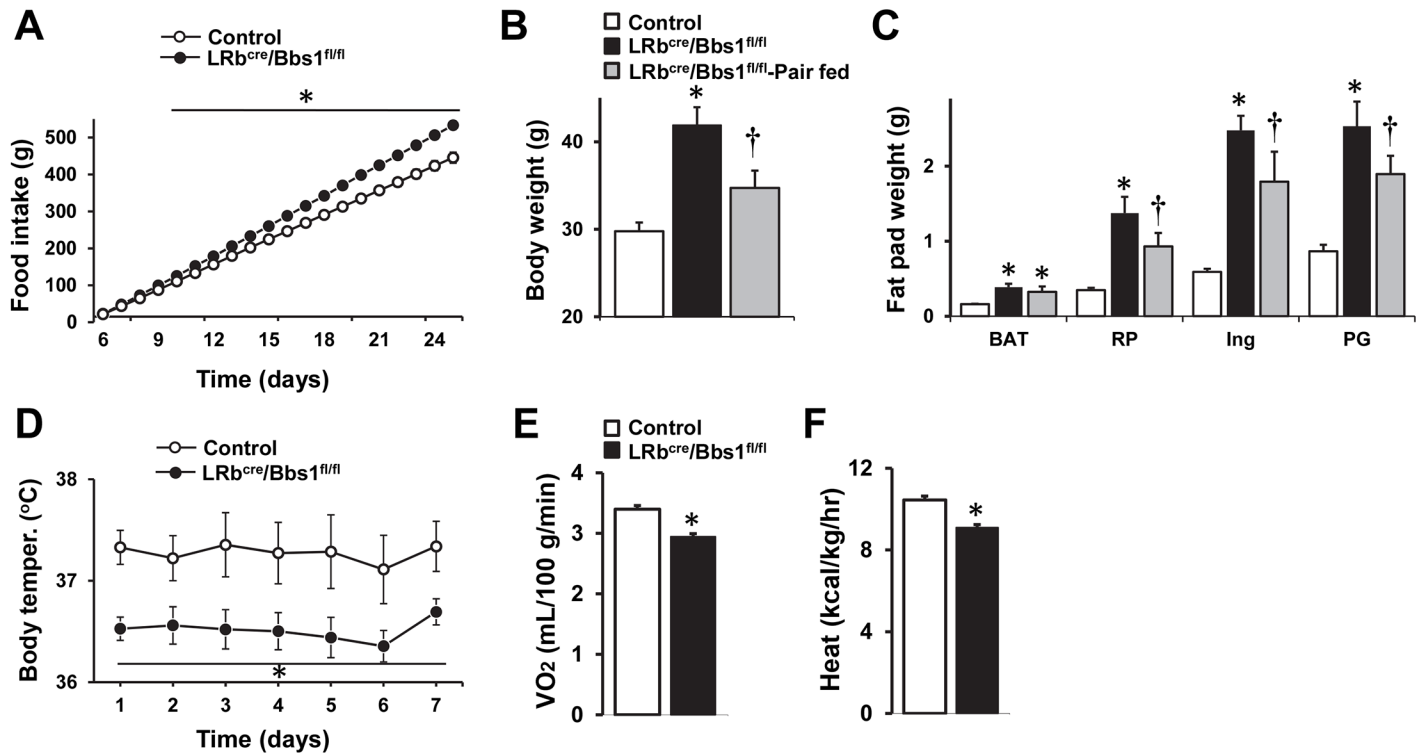 A
Control
LRbcre/Bbs1fl/fl
*
Food intake (g)
500
400
300
200
100
0
6 9 12 15 18 21 24
Time (days)
B
Control
LRbcre/Bbs1fl/fl
LRbcre/Bbs1fl/fl-Pair fed
Body weight (g)
40
30
20
*
†
C
Fat pad weight (g)
2
1
0
* * * † * † * †
BAT RP Ing PG
D
Control
LRbcre/Bbs1fl/fl
Body temper. (oC)
38
37
36
*
1 2 3 4 5 6 7
Time (days)
E
Control
LRbcre/Bbs1fl/fl
VO2 (mL/100 g/min)
4
3
2
1
0
*
F
Heat (kcal/kg/hr)
12
8
4
0
*